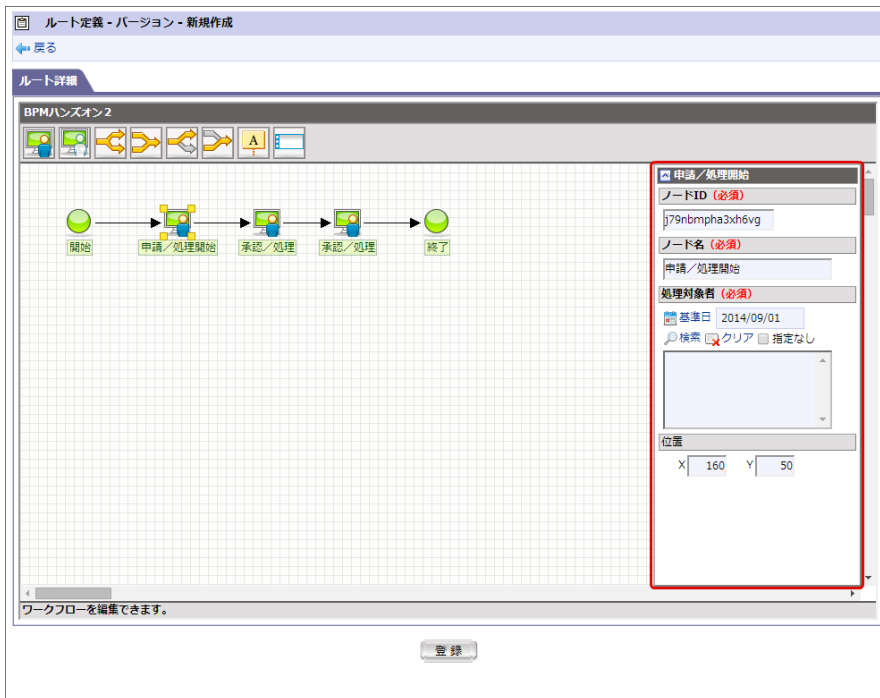 ルート定義 - バージョン - 新規作成
戻る
ルート詳細
BPMハンズオン2
A
開始
申請／処理開始
承認／処理
承認／処理
終了
申請／処理開始
ノードID（必須）
j79nbmpha3xh6vg
ノード名（必須）
申請／処理開始
処理対象者（必須）
基準日 2014/09/01
検索 クリア 指定なし
位置
X 160 Y 50
ワークフローを編集できます。
登録